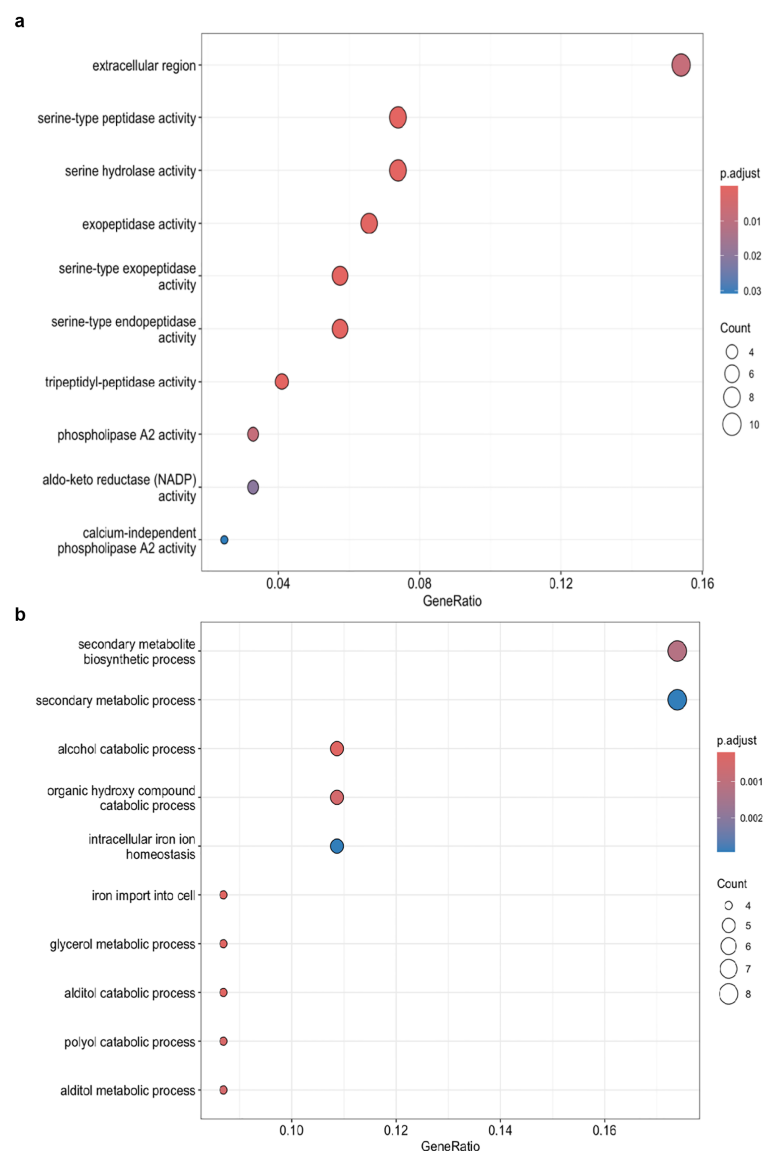 a
extracellular region
serine-type peptidase activity
serine hydrolase activity
exopeptidase activity
serine-type exopeptidase
activity
serine-type endopeptidase
activity
tripeptidyl-peptidase activity
phospholipase A2 activity
aldo-keto reductase (NADP)
activity
calcium-independent
phospholipase A2 activity
0.04
0.08
0.12
0.16
GeneRatio
p.adjust
0.01
0.02
0.03
Count
4
6
8
10
b
secondary metabolite
biosynthetic process
secondary metabolic process
alcohol catabolic process
organic hydroxy compound
catabolic process
intracellular iron ion
homeostasis
iron import into cell
glycerol metabolic process
alditol catabolic process
polyol catabolic process
alditol metabolic process
0.10
0.12
0.14
0.16
GeneRatio
p.adjust
0.001
0.002
Count
4
5
6
7
8